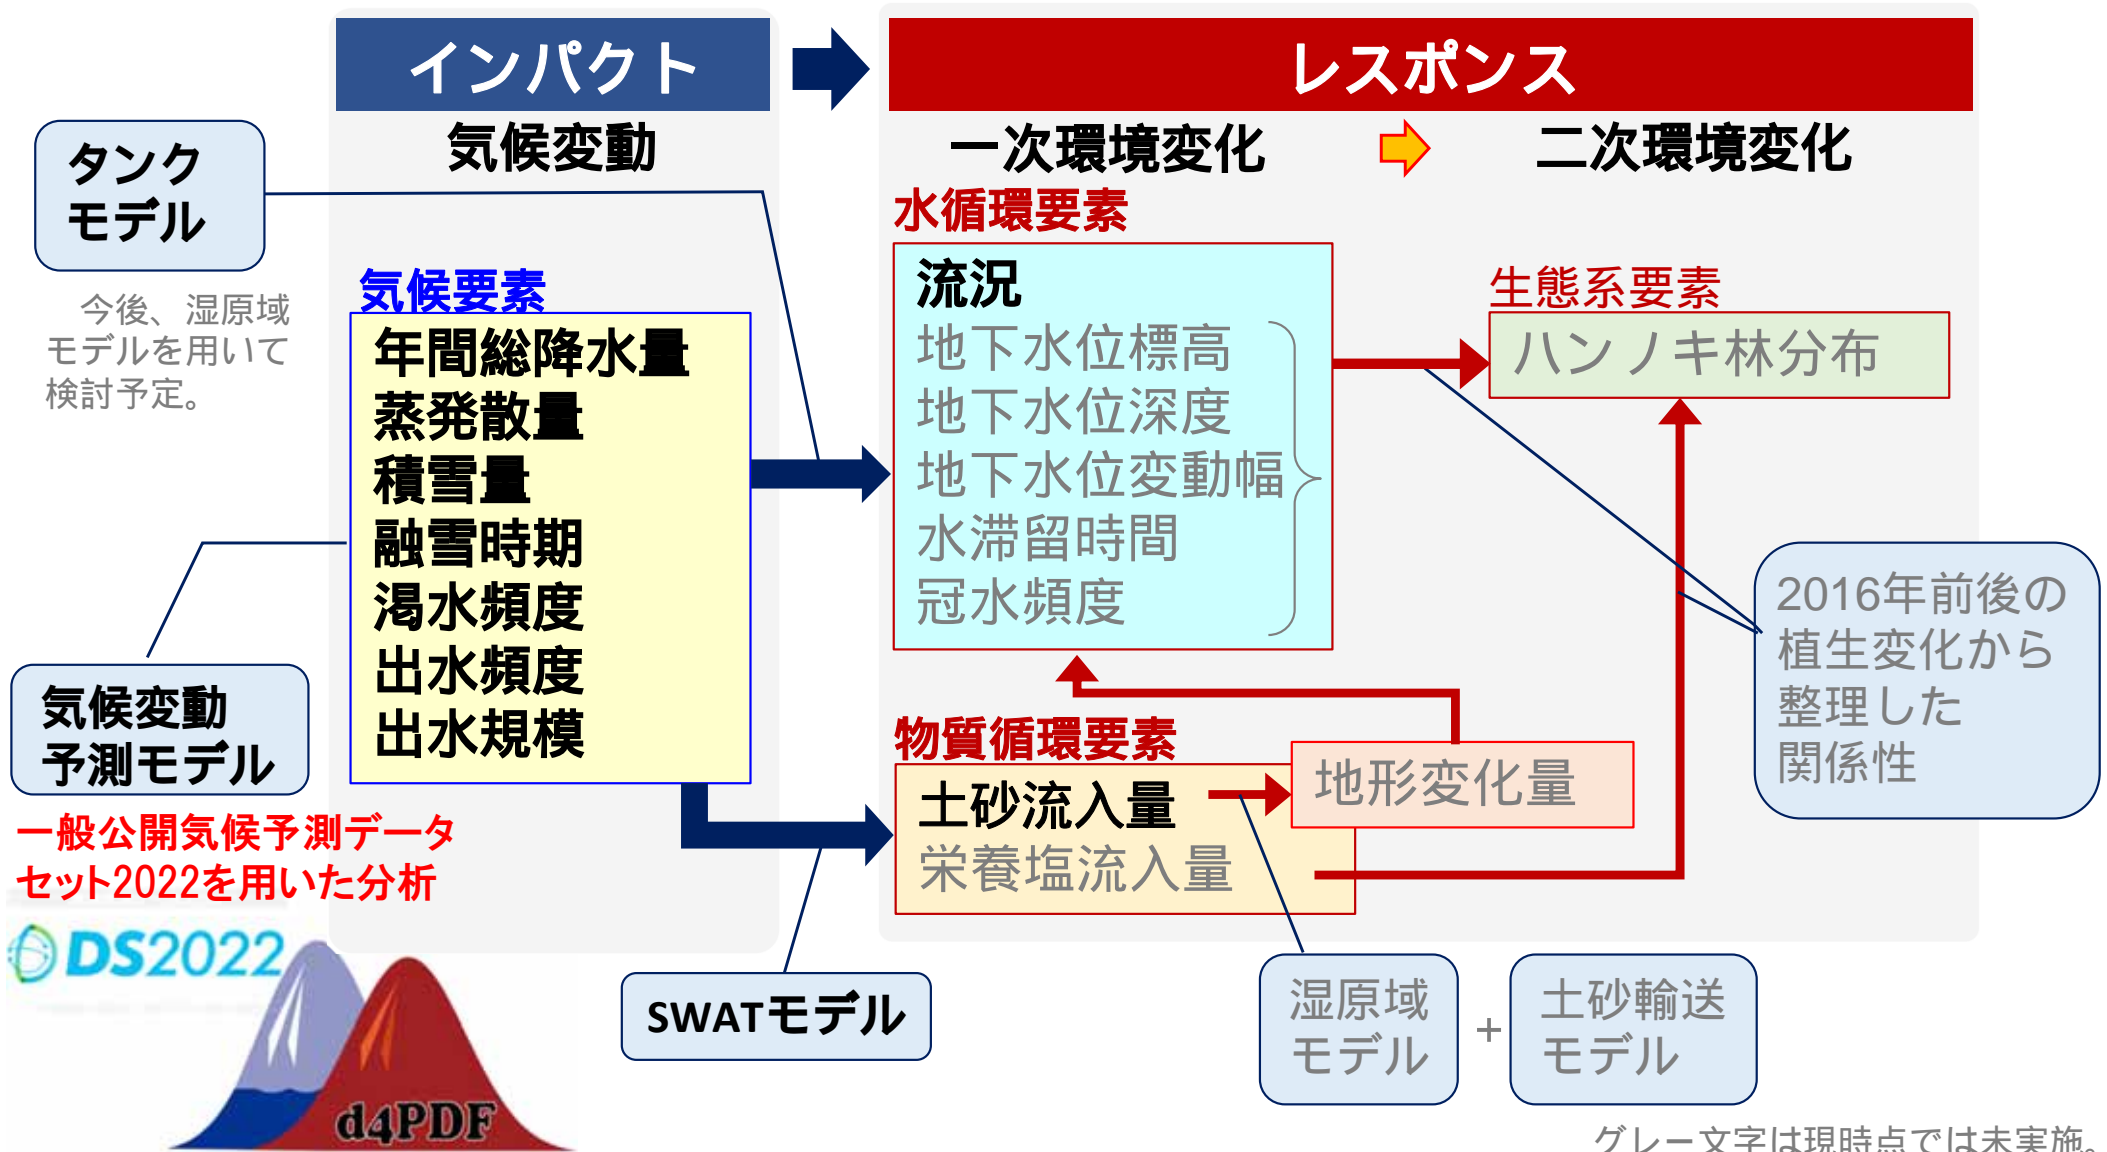 インパクト
レスポンス
気候変動
一次環境変化
二次環境変化
タンク
モデル
今後、湿原域
モデルを用いて
検討予定。
気候要素
年間総降水量
蒸発散量
積雪量
融雪時期
渇水頻度
出水頻度
出水規模
水循環要素
流況
地下水位標高
地下水位深度
地下水位変動幅
水滞留時間
冠水頻度
生態系要素
ハンノキ林分布
2016年前後の
植生変化から
整理した
関係性
物質循環要素
土砂流入量
栄養塩流入量
地形変化量
気候変動
予測モデル
一般公開気候予測データ
セット2022を用いた分析
DS2022
d4PDF
SWATモデル
湿原域
モデル
+
土砂輸送
モデル
グレー文字は現時点では未実施。